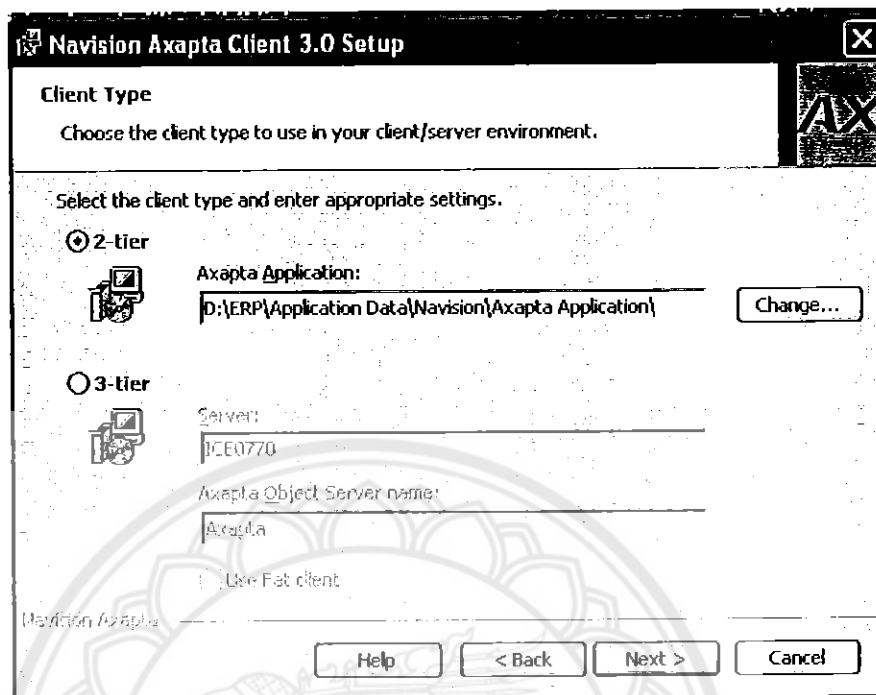 Navision Axapta Client 3.0 Setup
Client Type
Choose the client type to use in your client/server environment.
AX
Select the client type and enter appropriate settings.
2-tier
Axapta Application:
D:\ERP\Application Data\Navision\Axapta Application\
Change...
3-tier
Server:
ICE0770
Axapta Object Server name:
Axapta
Use Fat client
Navision Axapta
Help
< Back
Next >
Cancel